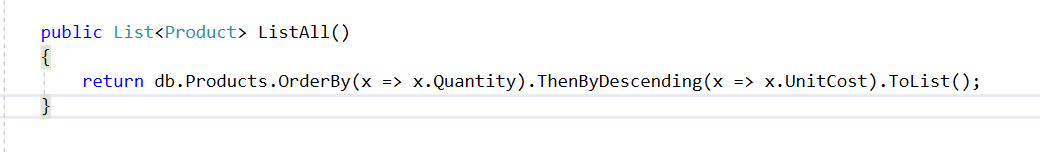 public List<Product> ListAll()
{
return db.Products.OrderBy(x => x.Quantity).ThenByDescending(x => x.UnitCost).ToList();
}